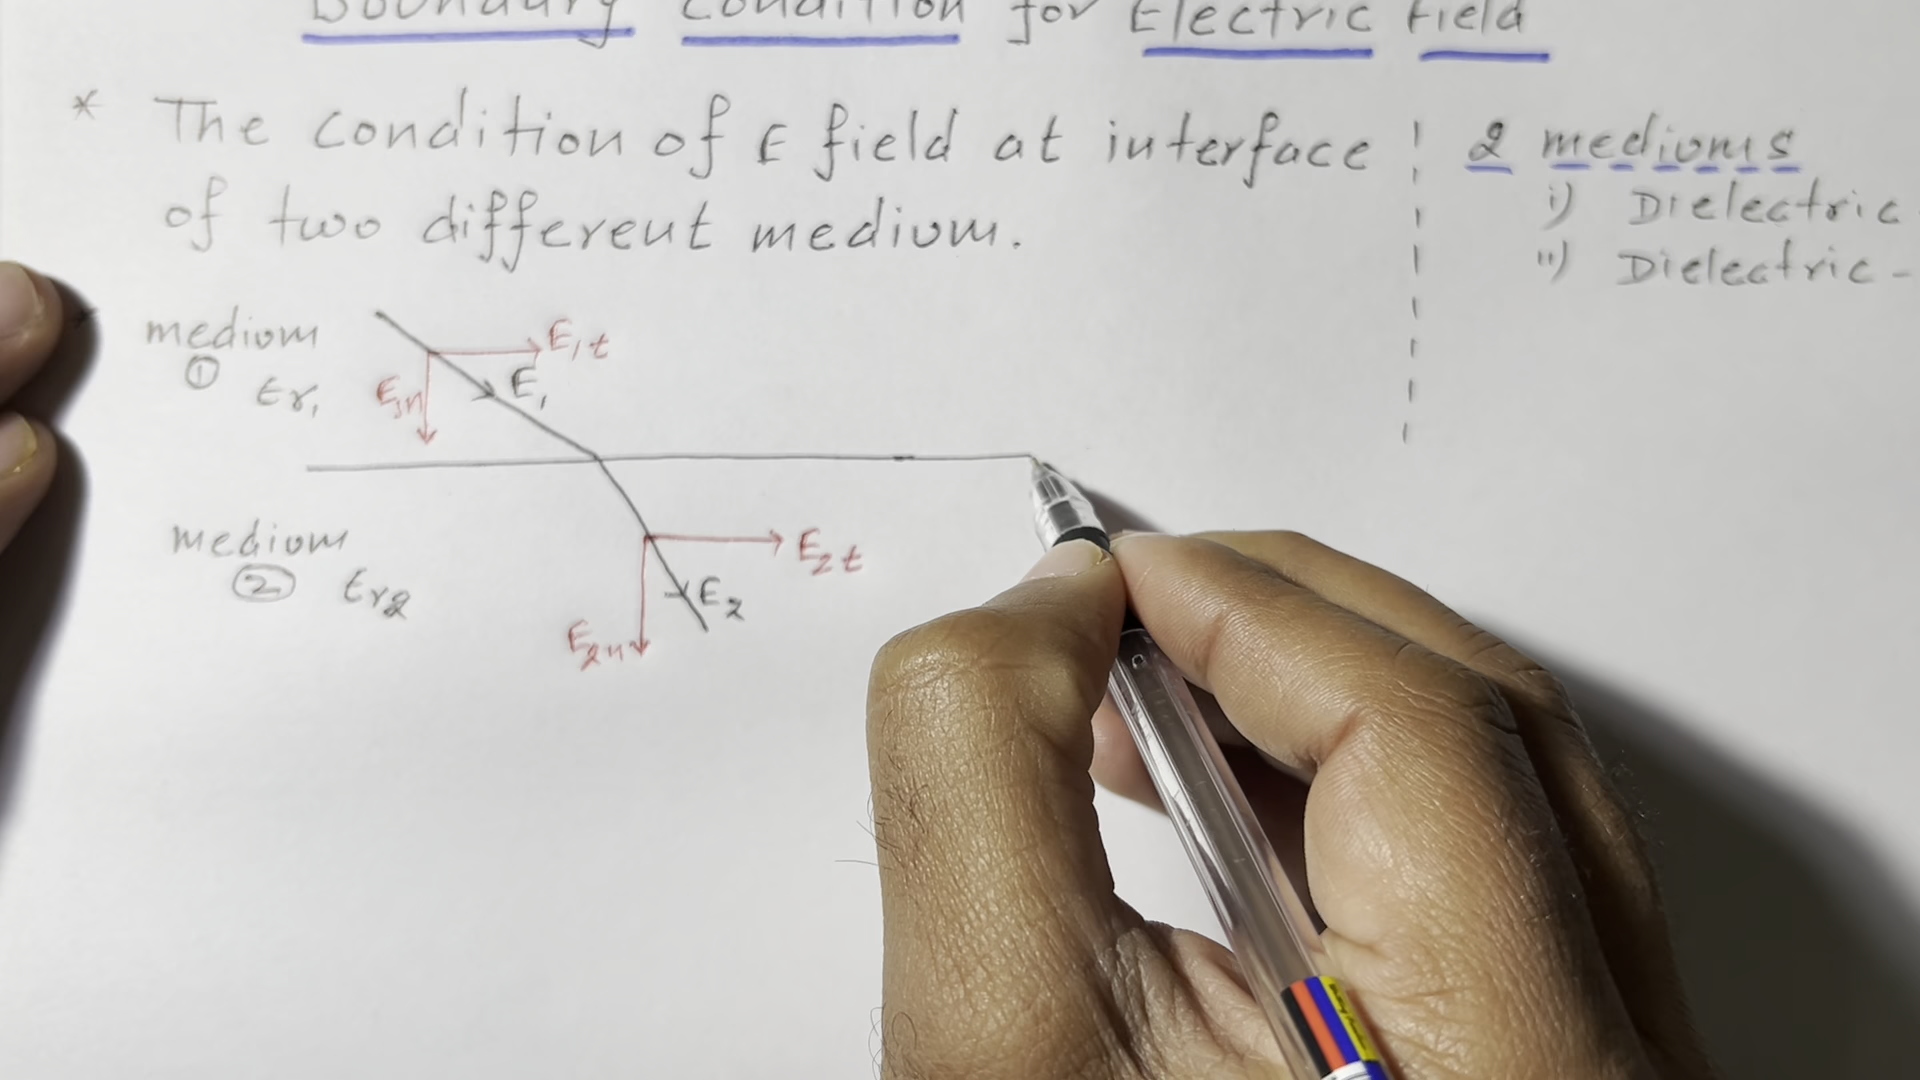 Boundary Condition for Electric Field
* The condition of E field at interface
of two different medium.
2 mediums
i) Dielectric
ii) Dielectric -
medium
① εr1
E1t
E1n
E1
medium
② εr2
E2t
E2n
E2